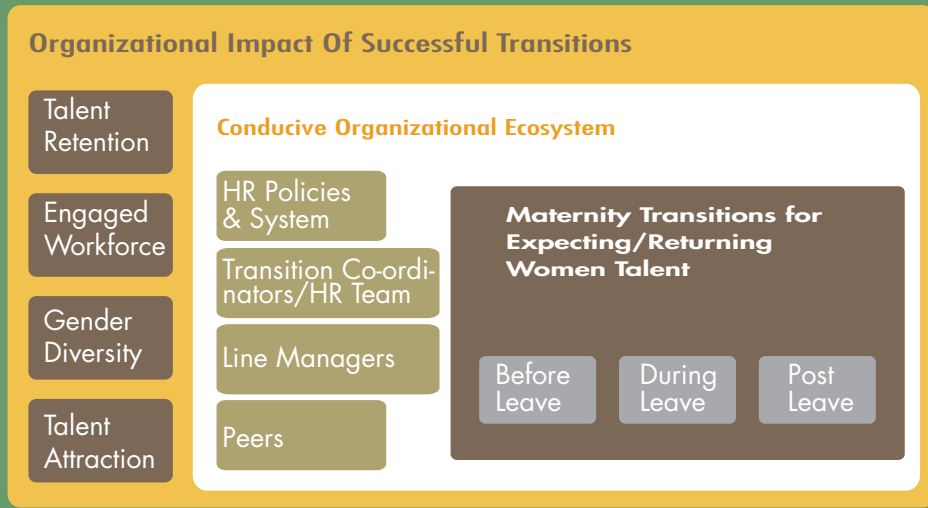 Organizational Impact Of Successful Transitions
Talent
Retention
Engaged
Workforce
Gender
Diversity
Talent
Attraction
Conducive Organizational Ecosystem
HR Policies
& System
Transition Co-ordi-
nators/HR Team
Line Managers
Peers
Maternity Transitions for
Expecting/Returning
Women Talent
Before
Leave
During
Leave
Post
Leave